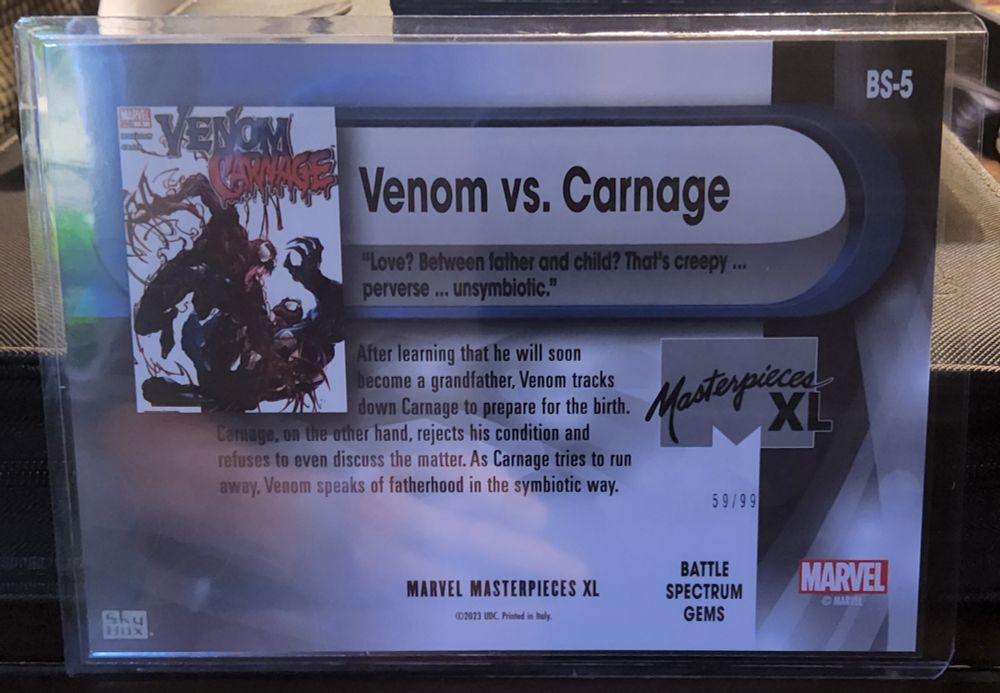 BS-5
MARVEL
VENOM
CARNAGE
Venom vs. Carnage
"Love? Between father and child? That's creepy ...
perverse ... unsymbiotic."
After learning that he will soon
become a grandfather, Venom tracks
down Carnage to prepare for the birth.
Carnage, on the other hand, rejects his condition and
refuses to even discuss the matter. As Carnage tries to run
away, Venom speaks of fatherhood in the symbiotic way.
Masterpieces
XL
59/99
MARVEL MASTERPIECES XL
©2023 UDC. Printed in Italy.
BATTLE
SPECTRUM
GEMS
MARVEL
© MARVEL
Sky
Box